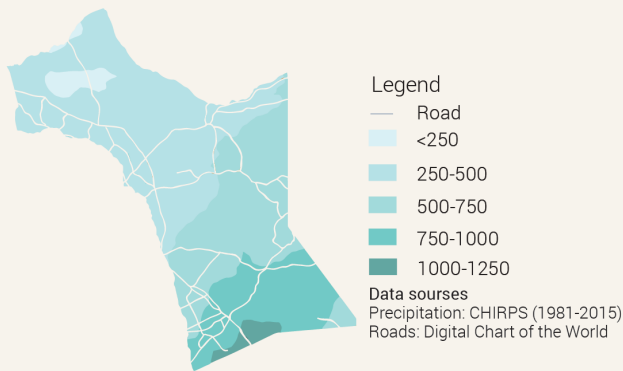 Legend
Road
<250
250-500
500-750
750-1000
1000-1250
Data sourses
Precipitation: CHIRPS (1981-2015)
Roads: Digital Chart of the World